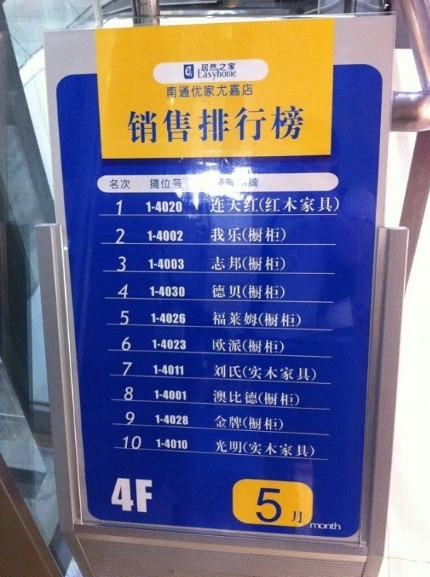 居然之家
Easyhome
南通优家尤嘉店
销售排行榜
名次 摊位号 牌
1 1-4020 连天红(红木家具)
2 1-4002 我乐(橱柜)
3 1-4003 志邦(橱柜)
4 1-4030 德贝(橱柜)
5 1-4026 福莱姆(橱柜)
6 1-4023 欧派(橱柜)
7 1-4011 刘氏(实木家具)
8 1-4001 澳比德(橱柜)
9 1-4028 金牌(橱柜)
10 1-4010 光明(实木家具)
4F 5月 month